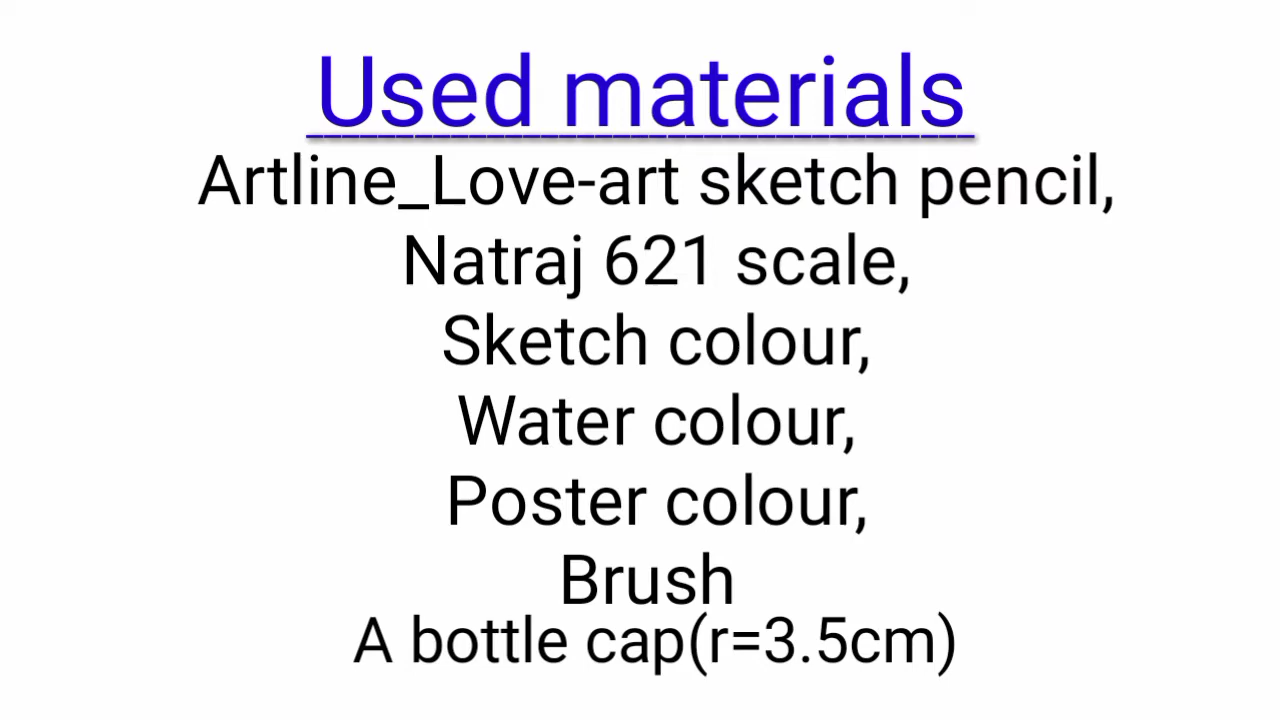 Used materials
Artline_Love-art sketch pencil,
Natraj 621 scale,
Sketch colour,
Water colour,
Poster colour,
Brush
A bottle cap(r=3.5cm)